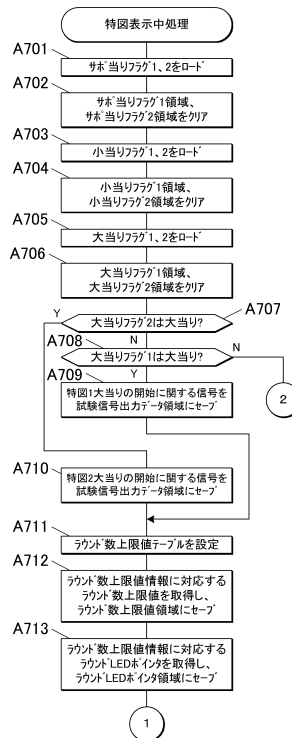 特図表示中処理
A701
サポ当りフラグ1、2をロード
A702
サポ当りフラグ1領域、
サポ当りフラグ2領域をクリア
A703
小当りフラグ1、2をロード
A704
小当りフラグ1領域、
小当りフラグ2領域をクリア
A705
大当りフラグ1、2をロード
A706
大当りフラグ1領域、
大当りフラグ2領域をクリア
A707
Y
大当りフラグ2は大当り?
N
A708
大当りフラグ1は大当り?
N
Y
2
A709
特図1大当りの開始に関する信号を
試験信号出力データ領域にセーブ
A710
特図2大当りの開始に関する信号を
試験信号出力データ領域にセーブ
A711
ラウンド数上限値テーブルを設定
A712
ラウンド数上限値情報に対応する
ラウンド数上限値を取得し、
ラウンド数上限値領域にセーブ
A713
ラウンド数上限値情報に対応する
ラウンドLEDポインタを取得し、
ラウンドLEDポインタ領域にセーブ
1